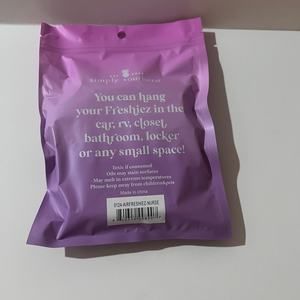 Simply Southern
You can hang
your Freshiez in the
car, rv, closet,
bathroom, locker
or any small space!
Toxic if consumed
Oils may stain surfaces
May melt in extreme temperatures
Please keep away from children&pets
Made in china
0124-AIRFRESHIEZ-NURSE